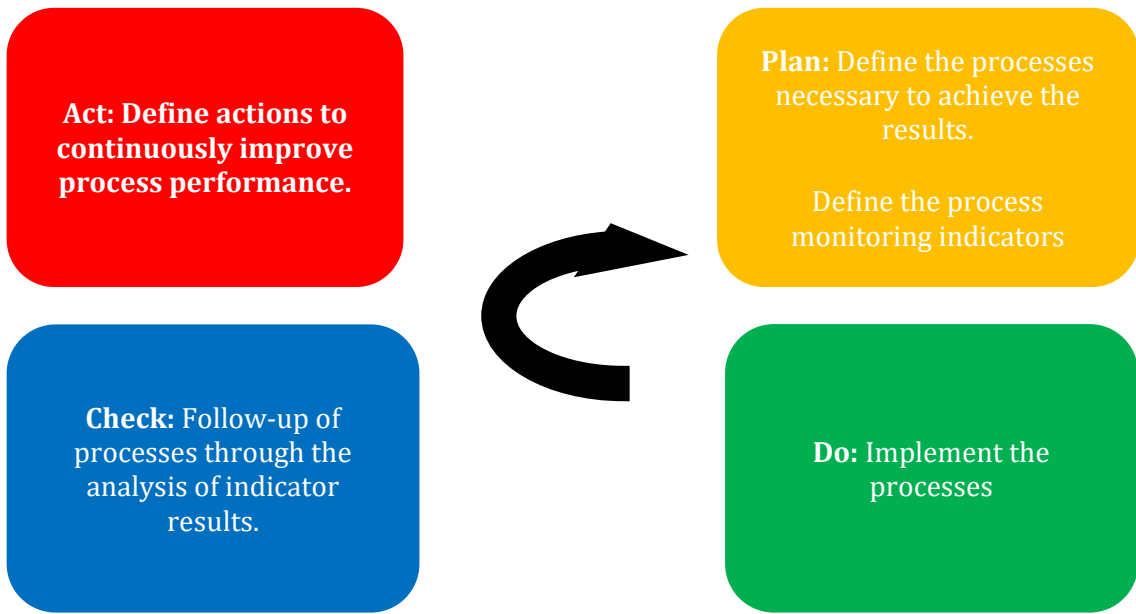 Act: Define actions to
continuously improve
process performance.
Plan: Define the processes
necessary to achieve the
results.
Define the process
monitoring indicators
Check: Follow-up of
processes through the
analysis of indicator
results.
Do: Implement the
processes